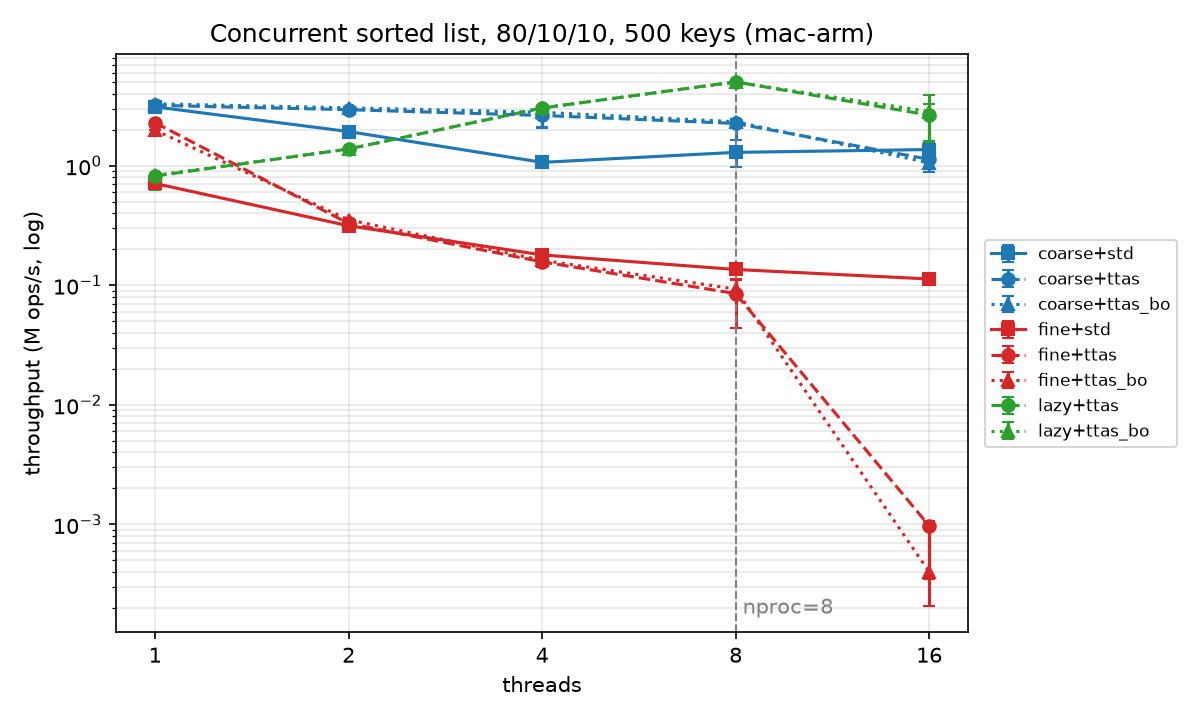 Concurrent sorted list, 80/10/10, 500 keys (mac-arm)
throughput (M ops/s, log)
10⁰
10⁻¹
10⁻²
10⁻³
nproc=8
1 2 4 8 16
threads
coarse+std
coarse+ttas
coarse+ttas_bo
fine+std
fine+ttas
fine+ttas_bo
lazy+ttas
lazy+ttas_bo